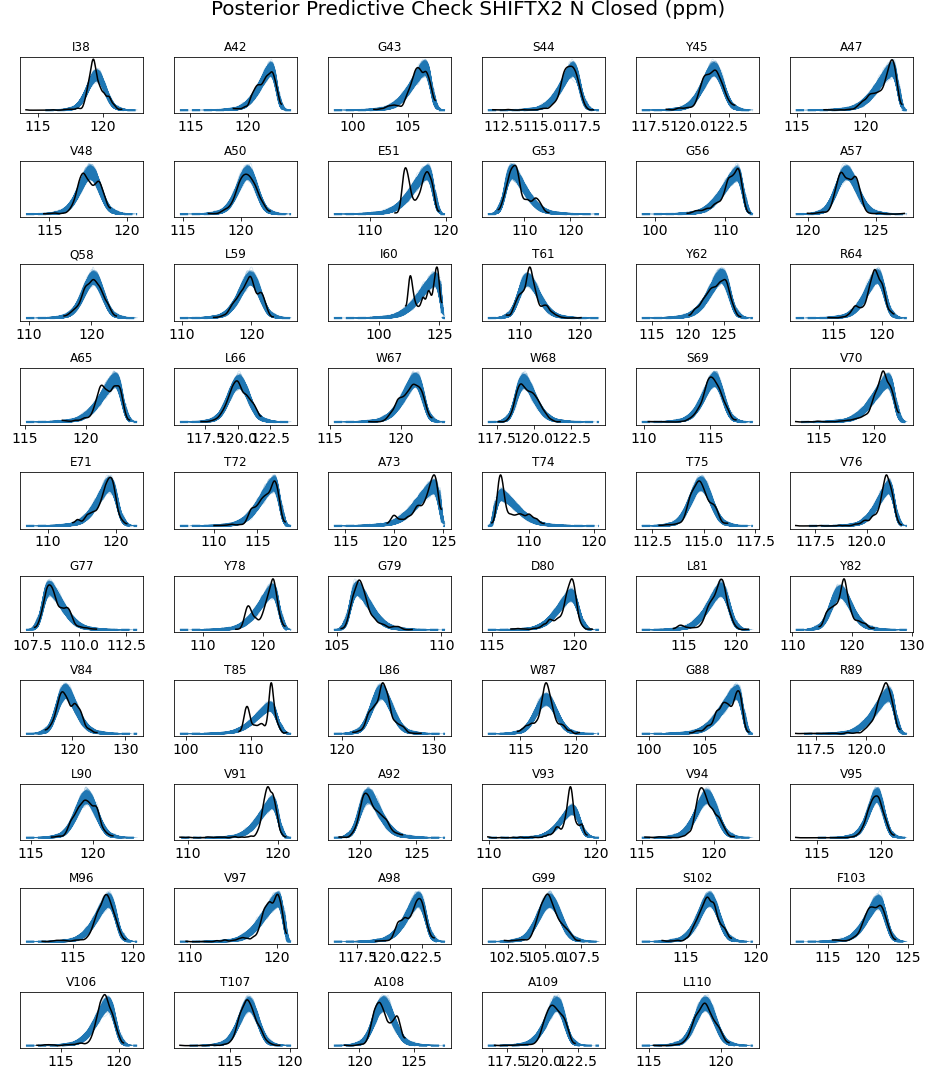 Posterior Predictive Check SHIFTX2 N Closed (ppm)
I38 A42 G43 S44 Y45 A47
115 120 115 120 100 105 112.5 115.0 117.5 117.5 120.0 122.5 115 120
V48 A50 E51 G53 G56 A57
115 120 115 120 110 120 110 120 100 110 120 125
Q58 L59 I60 T61 Y62 R64
110 120 110 120 100 125 110 120 115 120 125 115 120
A65 L66 W67 W68 S69 V70
115 120 117.5 120.0 122.5 115 120 117.5 120.0 122.5 110 115 115 120
E71 T72 A73 T74 T75 V76
110 120 110 115 115 120 125 110 120 112.5 115.0 117.5 117.5 120.0
G77 Y78 G79 D80 L81 Y82
107.5 110.0 112.5 110 120 105 110 115 120 115 120 110 120 130
V84 T85 L86 W87 G88 R89
120 130 100 110 120 130 115 120 100 105 117.5 120.0
L90 V91 A92 V93 V94 V95
115 120 110 120 120 125 110 120 115 120 115 120
M96 V97 A98 G99 S102 F103
115 120 110 120 117.5 120.0 122.5 102.5 105.0 107.5 115 120 115 120 125
V106 T107 A108 A109 L110
115 120 115 120 120 125 117.5 120.0 122.5 115 120